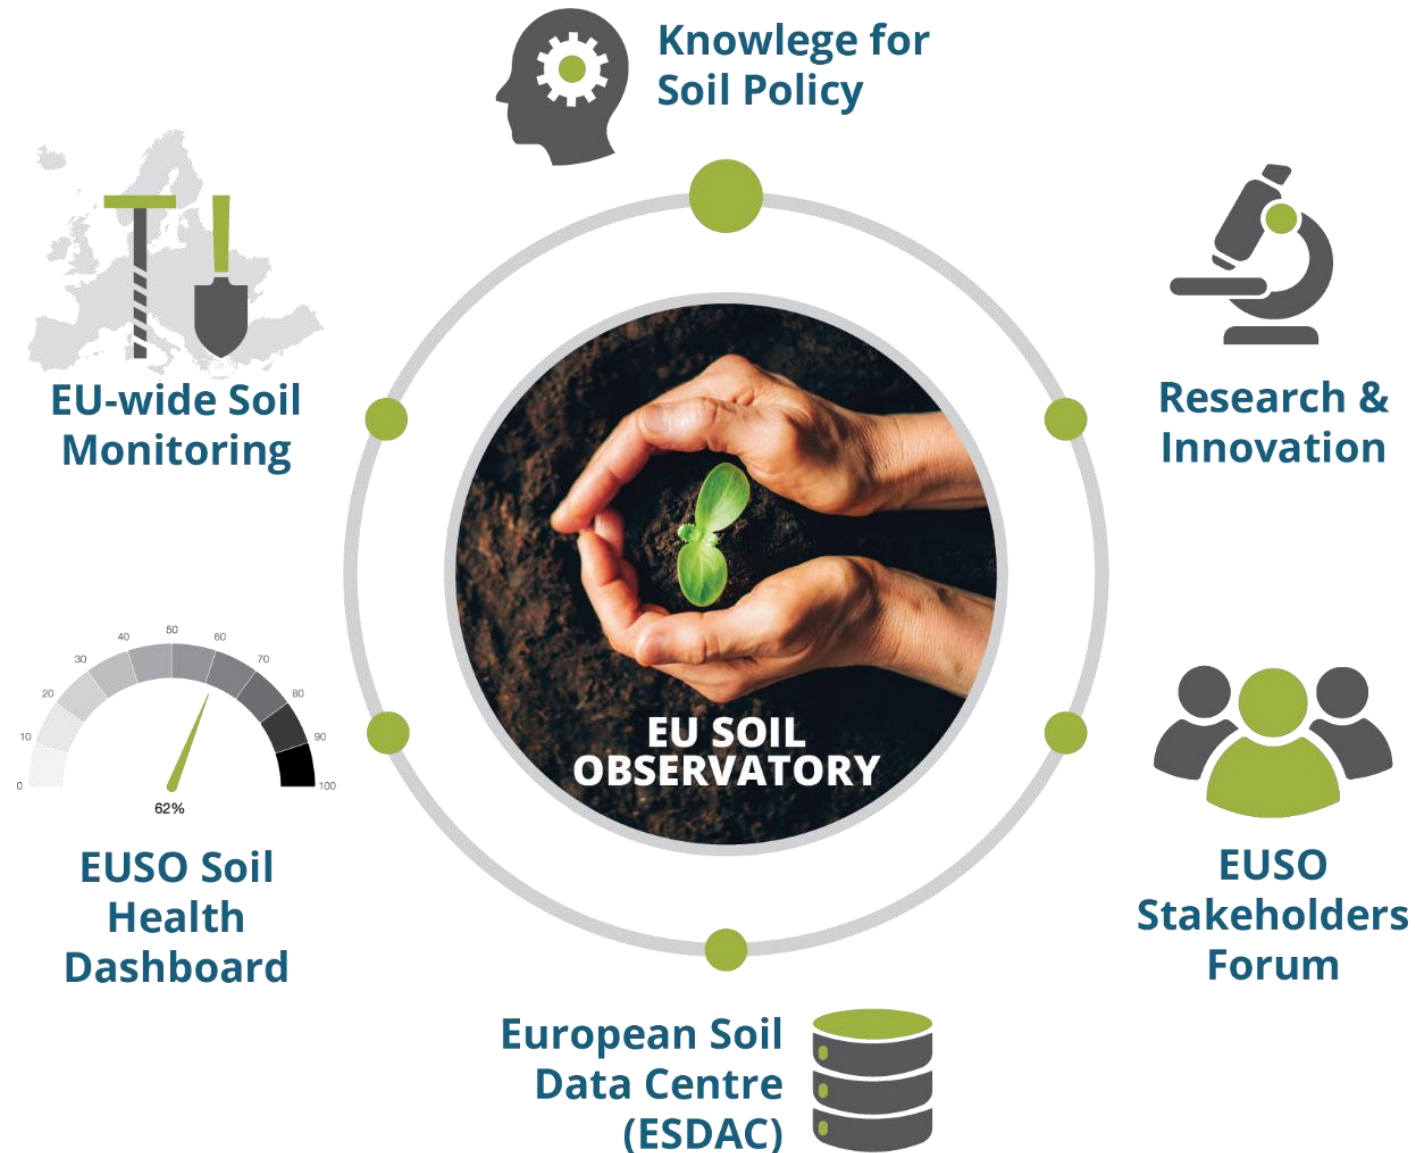 Knowlege for
Soil Policy
EU-wide Soil
Monitoring
Research &
Innovation
EU SOIL
OBSERVATORY
0
10
20
30
40
50
60
70
80
90
100
62%
EUSO Soil
Health
Dashboard
EUSO
Stakeholders
Forum
European Soil
Data Centre
(ESDAC)